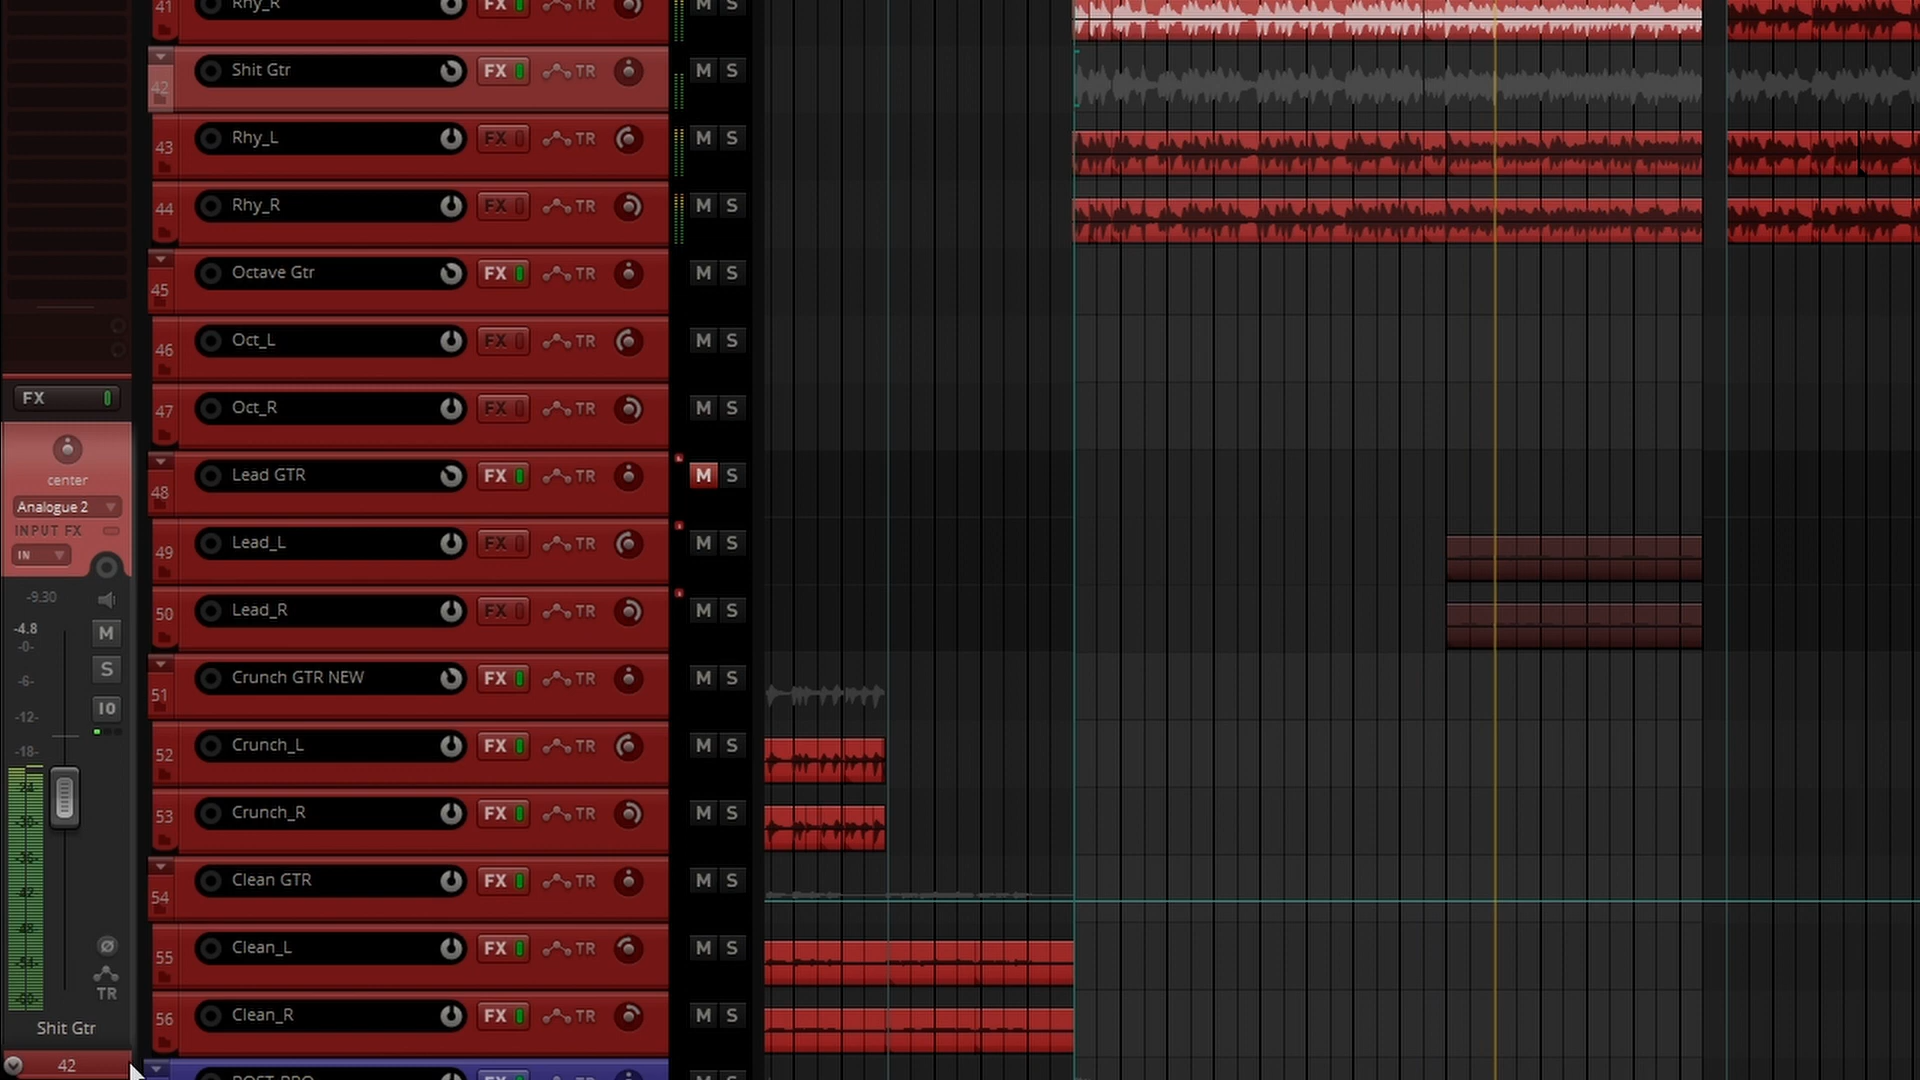 41 Rhy_R FX TR M S
42 Shit Gtr FX TR M S
43 Rhy_L FX TR M S
44 Rhy_R FX TR M S
45 Octave Gtr FX TR M S
46 Oct_L FX TR M S
47 Oct_R FX TR M S
48 Lead GTR FX TR M S
49 Lead_L FX TR M S
50 Lead_R FX TR M S
51 Crunch GTR NEW FX TR M S
52 Crunch_L FX TR M S
53 Crunch_R FX TR M S
54 Clean GTR FX TR M S
55 Clean_L FX TR M S
56 Clean_R FX TR M S
FX
center
Analogue 2
INPUT FX
IN
-9.30
-4.8
M
-0-
S
-6-
IO
-12-
-18-
TR
Shit Gtr
42